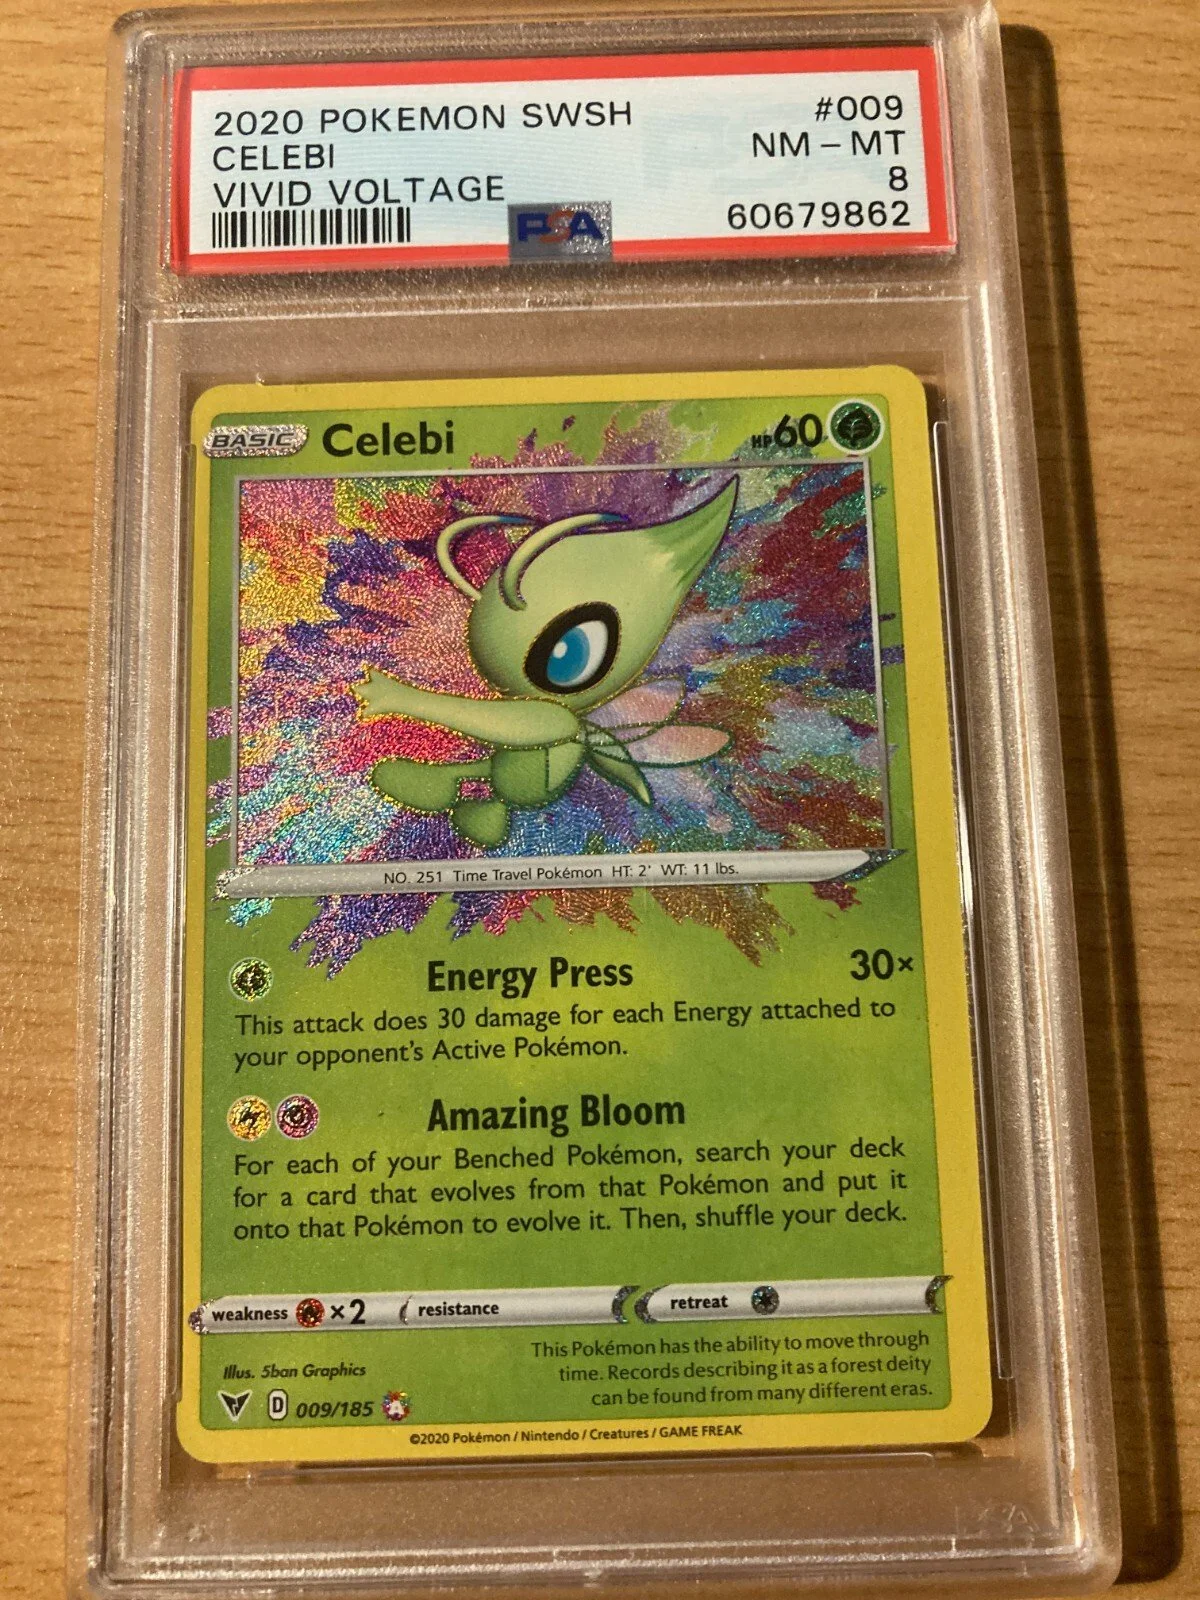 2020 POKEMON SWSH #009
CELEBI NM - MT
VIVID VOLTAGE 8
PSA 60679862
BASIC Celebi HP60
NO. 251 Time Travel Pokémon HT: 2' WT: 11 lbs.
Energy Press 30×
This attack does 30 damage for each Energy attached to
your opponent's Active Pokémon.
Amazing Bloom
For each of your Benched Pokémon, search your deck
for a card that evolves from that Pokémon and put it
onto that Pokémon to evolve it. Then, shuffle your deck.
weakness ×2 resistance retreat
This Pokémon has the ability to move through
time. Records describing it as a forest deity
can be found from many different eras.
Illus. 5ban Graphics
D 009/185 A
©2020 Pokémon / Nintendo / Creatures / GAME FREAK